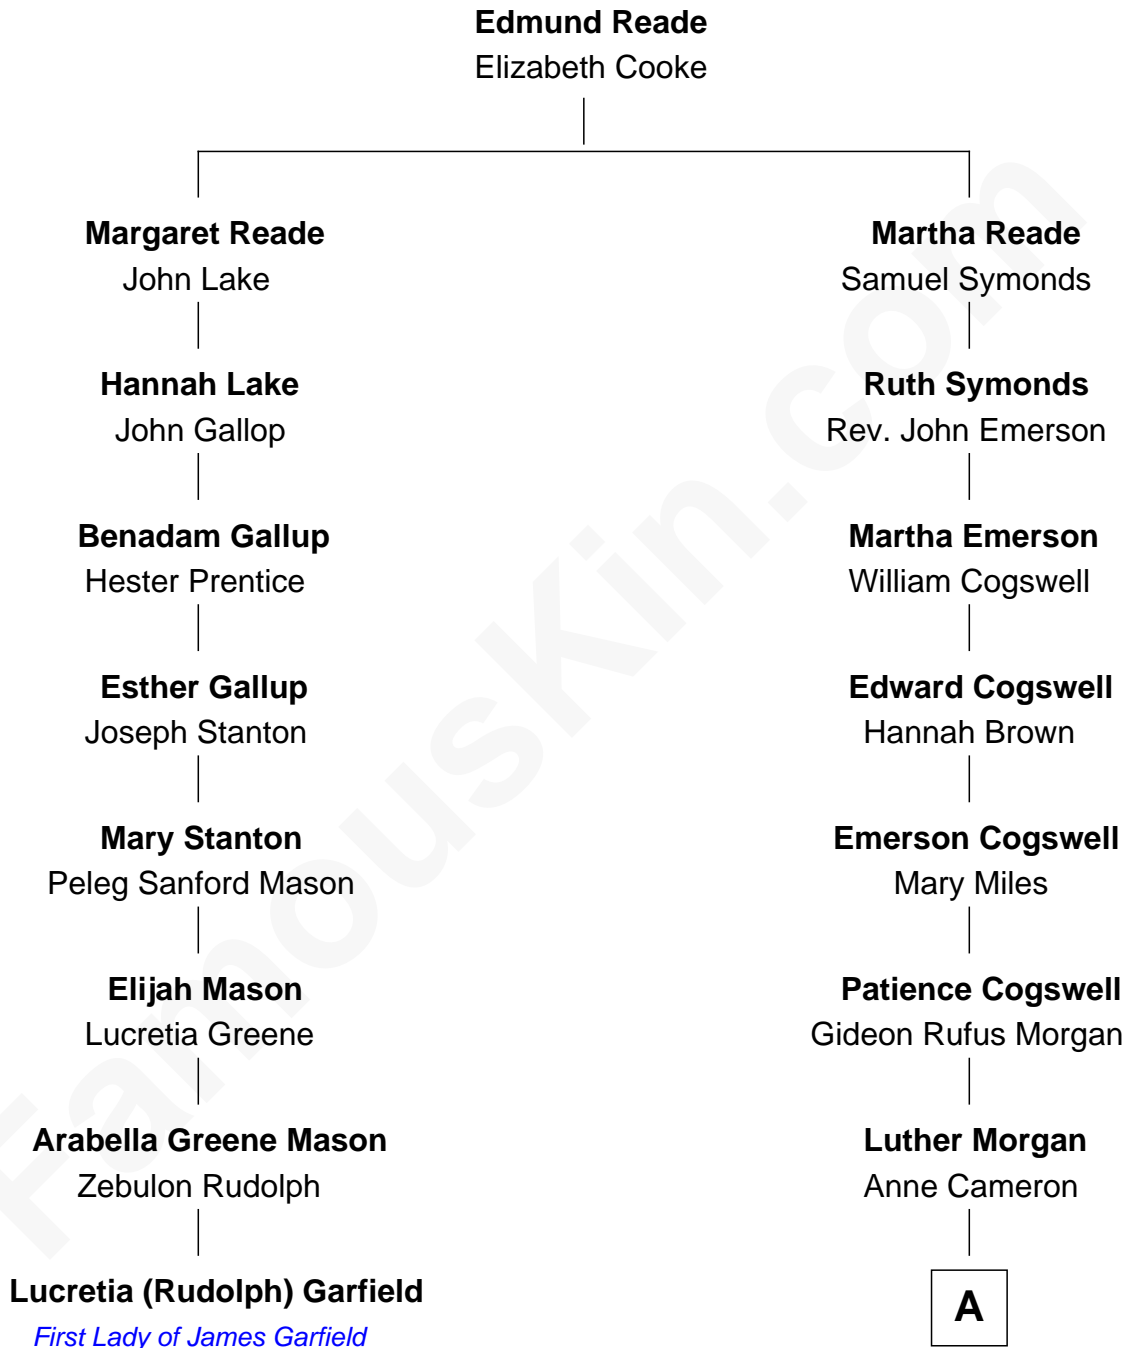 Edmund Reade
Elizabeth Cooke
Margaret Reade
John Lake
Martha Reade
Samuel Symonds
Hannah Lake
John Gallop
Ruth Symonds
Rev. John Emerson
Benadam Gallup
Hester Prentice
Martha Emerson
William Cogswell
Esther Gallup
Joseph Stanton
Edward Cogswell
Hannah Brown
Mary Stanton
Peleg Sanford Mason
Emerson Cogswell
Mary Miles
Elijah Mason
Lucretia Greene
Patience Cogswell
Gideon Rufus Morgan
Arabella Greene Mason
Zebulon Rudolph
Luther Morgan
Anne Cameron
Lucretia (Rudolph) Garfield
First Lady of James Garfield
A
FamousKin.com